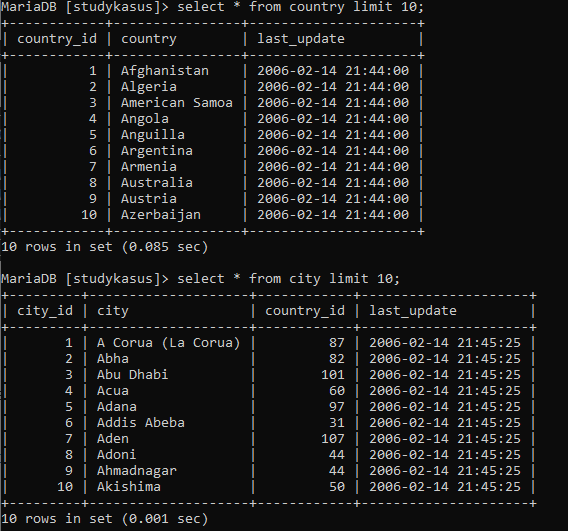 MariaDB [studykasus]> select * from country limit 10;
+------------+----------------+---------------------+
| country_id | country        | last_update         |
+------------+----------------+---------------------+
|          1 | Afghanistan    | 2006-02-14 21:44:00 |
|          2 | Algeria        | 2006-02-14 21:44:00 |
|          3 | American Samoa | 2006-02-14 21:44:00 |
|          4 | Angola         | 2006-02-14 21:44:00 |
|          5 | Anguilla       | 2006-02-14 21:44:00 |
|          6 | Argentina      | 2006-02-14 21:44:00 |
|          7 | Armenia        | 2006-02-14 21:44:00 |
|          8 | Australia      | 2006-02-14 21:44:00 |
|          9 | Austria        | 2006-02-14 21:44:00 |
|         10 | Azerbaijan     | 2006-02-14 21:44:00 |
+------------+----------------+---------------------+
10 rows in set (0.085 sec)
MariaDB [studykasus]> select * from city limit 10;
+---------+--------------------+------------+---------------------+
| city_id | city               | country_id | last_update         |
+---------+--------------------+------------+---------------------+
|       1 | A Corua (La Corua) |         87 | 2006-02-14 21:45:25 |
|       2 | Abha               |         82 | 2006-02-14 21:45:25 |
|       3 | Abu Dhabi          |        101 | 2006-02-14 21:45:25 |
|       4 | Acua               |         60 | 2006-02-14 21:45:25 |
|       5 | Adana              |         97 | 2006-02-14 21:45:25 |
|       6 | Addis Abeba        |         31 | 2006-02-14 21:45:25 |
|       7 | Aden               |        107 | 2006-02-14 21:45:25 |
|       8 | Adoni              |         44 | 2006-02-14 21:45:25 |
|       9 | Ahmadnagar         |         44 | 2006-02-14 21:45:25 |
|      10 | Akishima           |         50 | 2006-02-14 21:45:25 |
+---------+--------------------+------------+---------------------+
10 rows in set (0.001 sec)